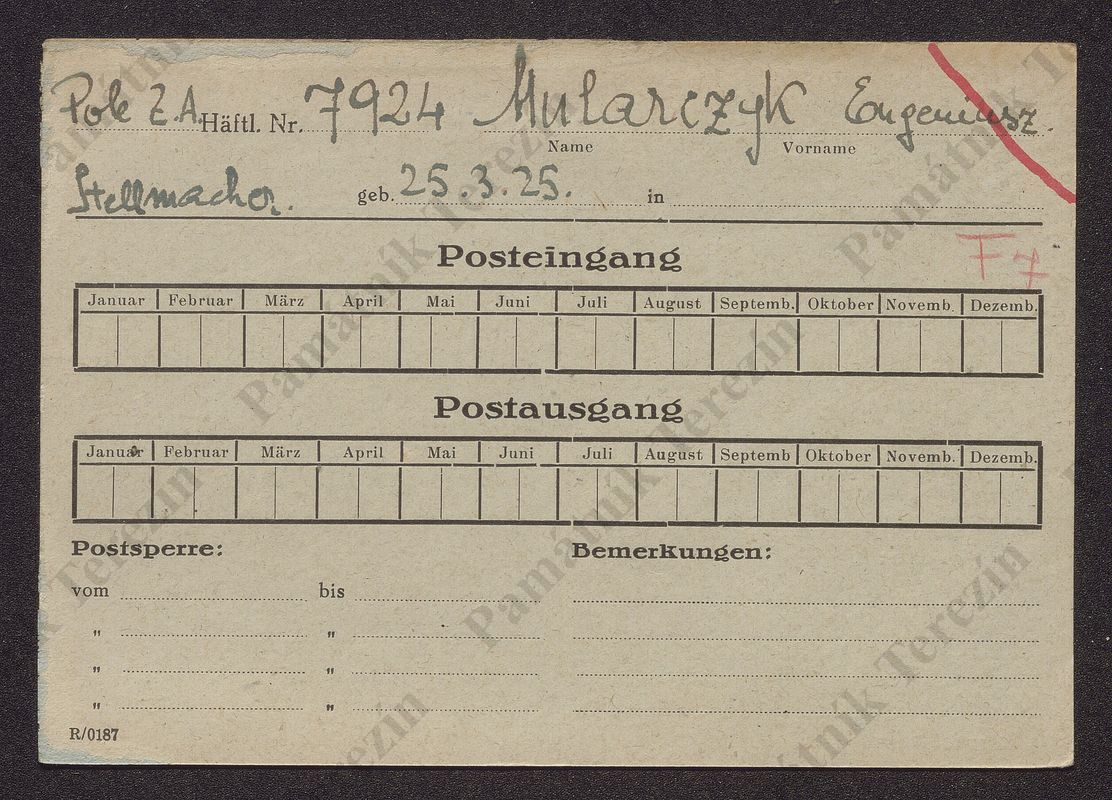 Pole Z.A. Häftl. Nr. 7924 Mularczyk Eugeniusz.
Name Vorname
Stellmacher. geb. 25.3.25. in
Posteingang
F 7
Januar Februar März April Mai Juni Juli August Septemb. Oktober Novemb. Dezemb.
Postausgang
Januar Februar März April Mai Juni Juli August Septemb Oktober Novemb. Dezemb.
Postsperre: Bemerkungen:
vom bis
" "
" "
" "
R/0187
Památník Terezín